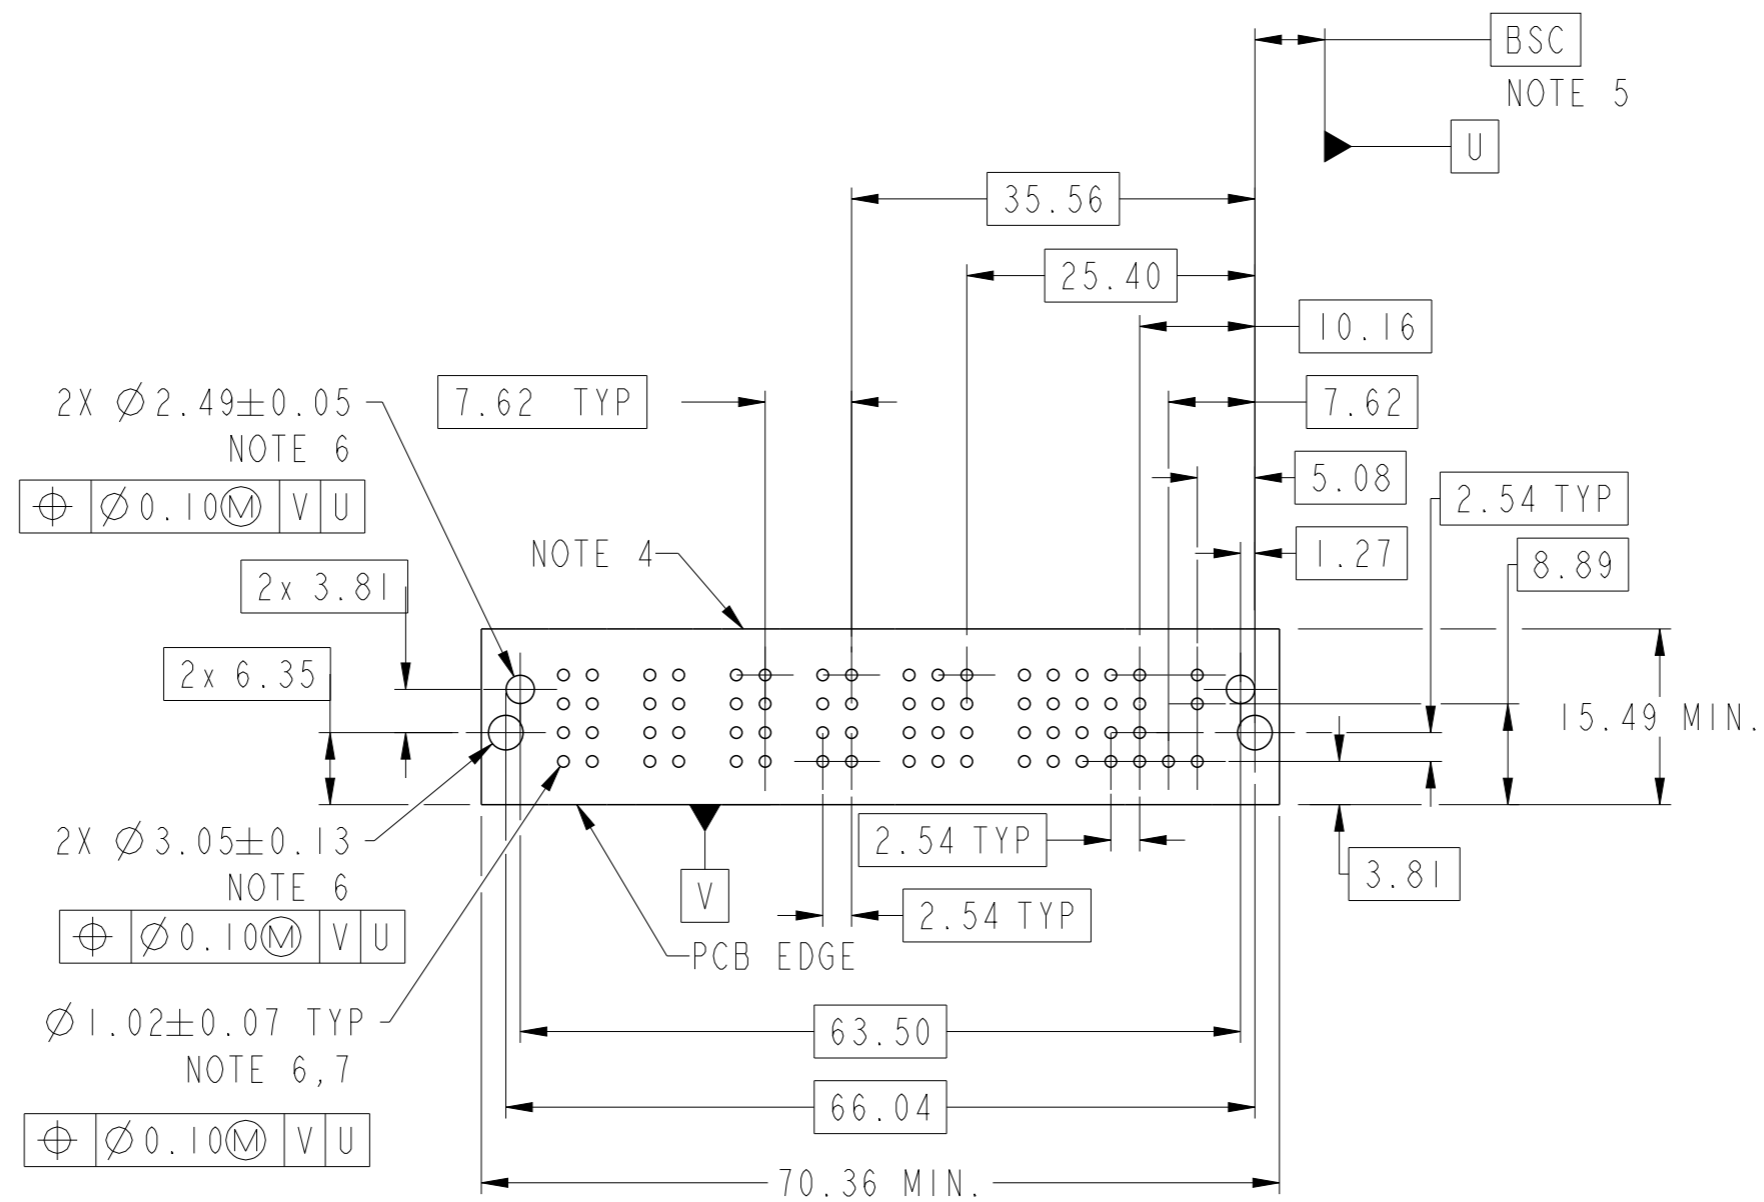 BSC
NOTE 5
U
35.56
25.40
10.16
7.62 TYP
7.62
2X ∅2.49±0.05
NOTE 6
5.08
2.54 TYP
⌖ ∅0.10Ⓜ V U
NOTE 4
1.27
8.89
2x 3.81
2x 6.35
15.49 MIN.
2X ∅3.05±0.13
NOTE 6
2.54 TYP
3.81
V
2.54 TYP
⌖ ∅0.10Ⓜ V U
PCB EDGE
∅1.02±0.07 TYP
NOTE 6,7
63.50
66.04
⌖ ∅0.10Ⓜ V U
70.36 MIN.